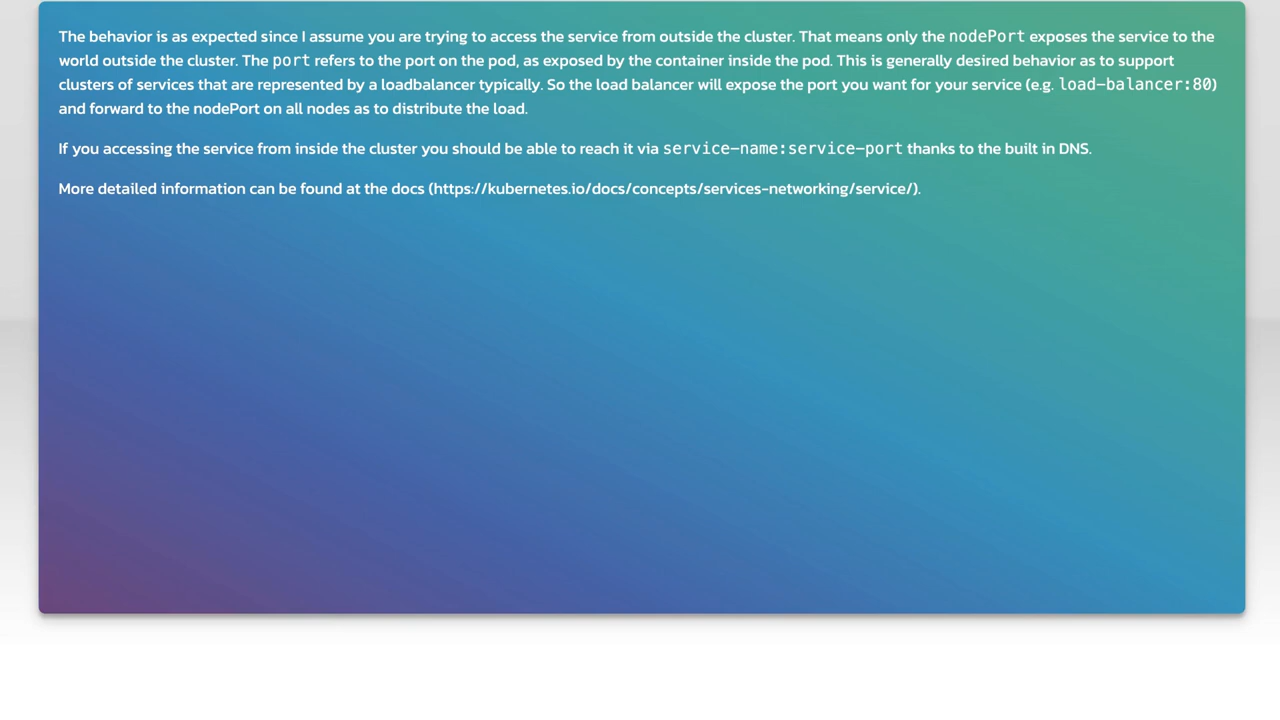 The behavior is as expected since I assume you are trying to access the service from outside the cluster. That means only the nodePort exposes the service to the
world outside the cluster. The port refers to the port on the pod, as exposed by the container inside the pod. This is generally desired behavior as to support
clusters of services that are represented by a loadbalancer typically. So the load balancer will expose the port you want for your service (e.g. load-balancer:80)
and forward to the nodePort on all nodes as to distribute the load.
If you accessing the service from inside the cluster you should be able to reach it via service-name:service-port thanks to the built in DNS.
More detailed information can be found at the docs (https://kubernetes.io/docs/concepts/services-networking/service/).